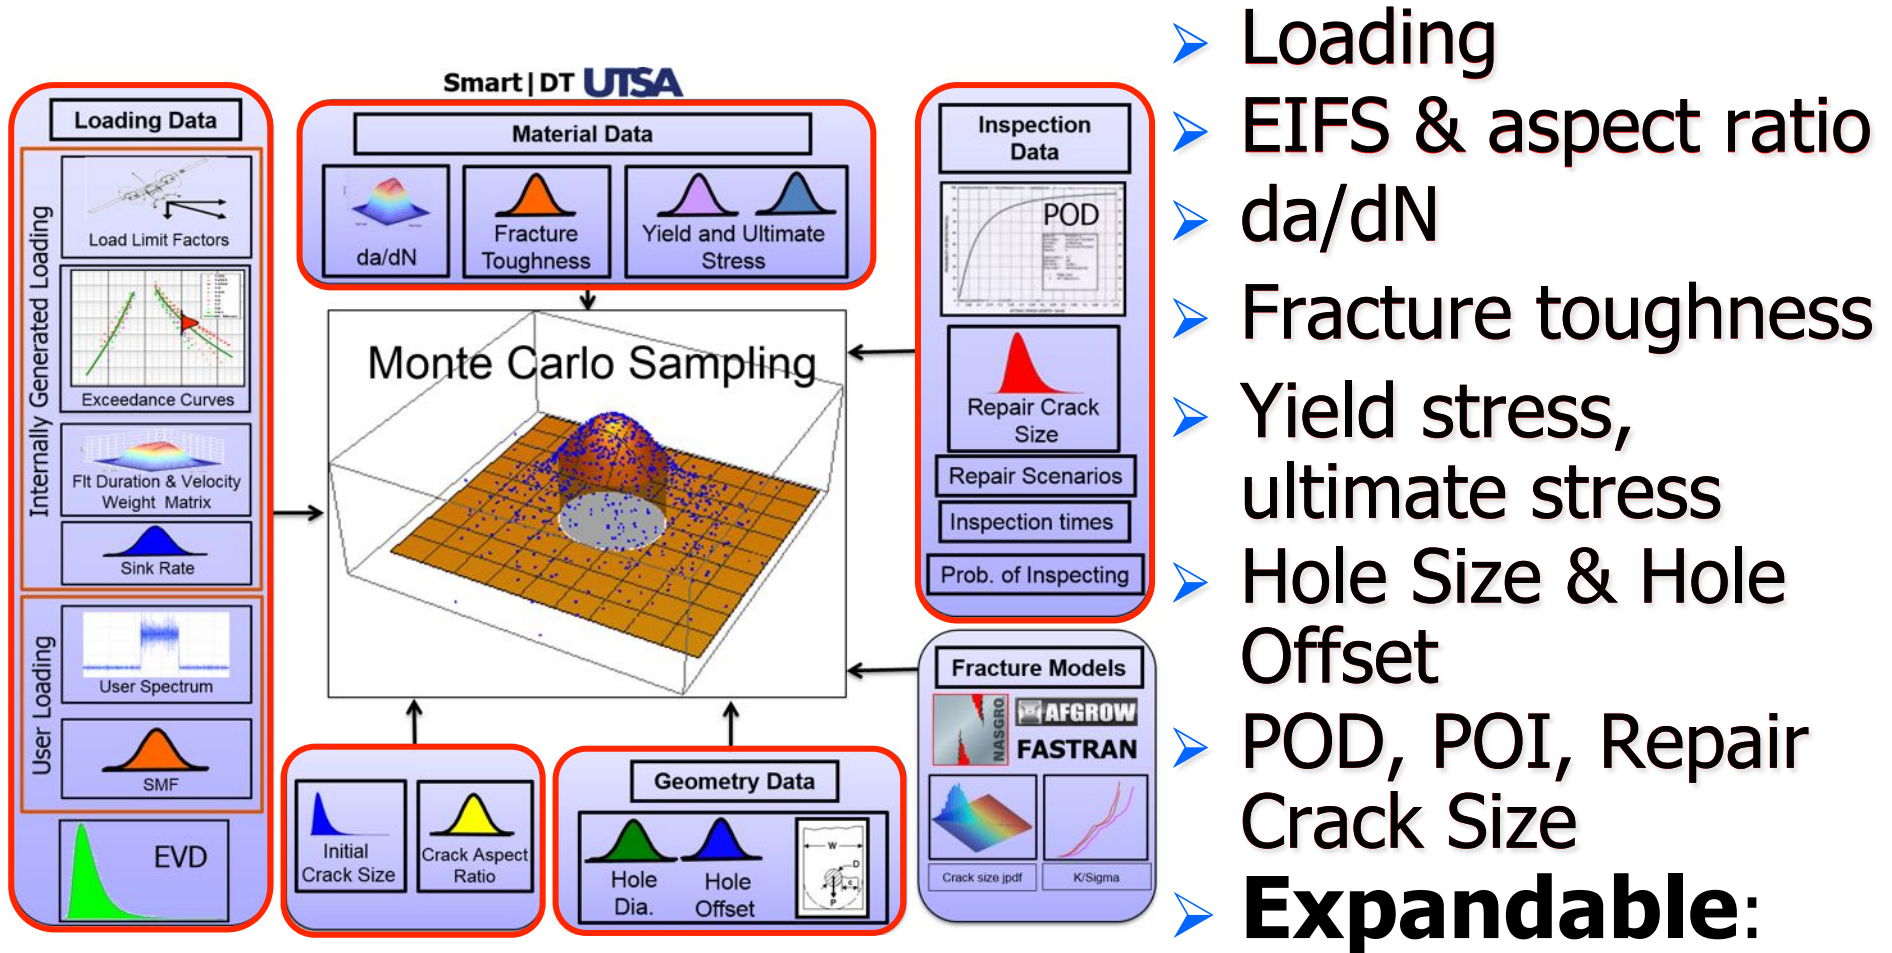 Smart|DT UTSA
Loading Data
Internally Generated Loading
Load Limit Factors
Exceedance Curves
Flt Duration & Velocity
Weight Matrix
Sink Rate
User Loading
User Spectrum
SMF
EVD
Material Data
da/dN
Fracture
Toughness
Yield and Ultimate
Stress
Monte Carlo Sampling
Initial
Crack Size
Crack Aspect
Ratio
Geometry Data
Hole
Dia.
Hole
Offset
W
D
c
P
Inspection
Data
POD
Repair Crack
Size
Repair Scenarios
Inspection times
Prob. of Inspecting
Fracture Models
NASGRO
AFGROW
FASTRAN
Crack size jpdf
K/Sigma
Loading
EIFS & aspect ratio
da/dN
Fracture toughness
Yield stress,
ultimate stress
Hole Size & Hole
Offset
POD, POI, Repair
Crack Size
Expandable: